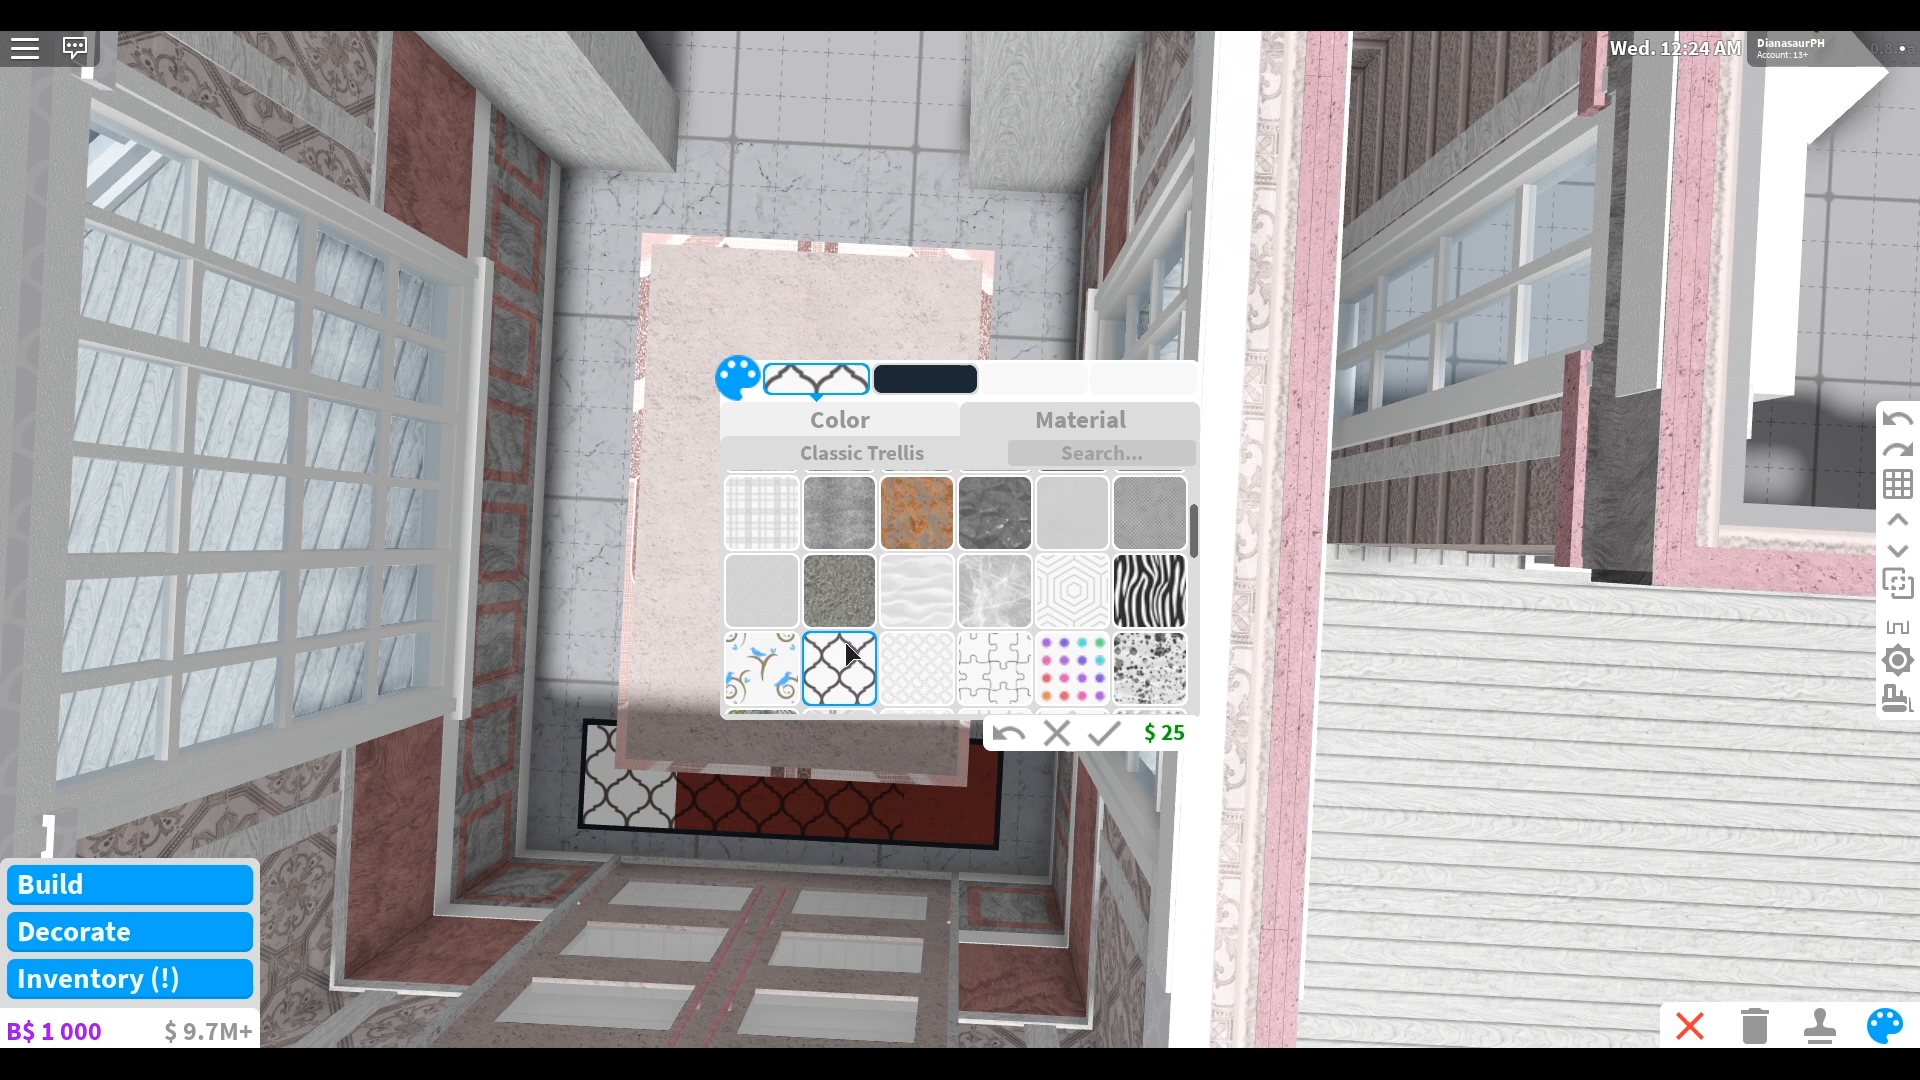 Wed. 12:24 AM
DianasaurPH
Account: 13+
Color
Material
Classic Trellis
Search...
$ 25
Build
Decorate
Inventory (!)
B$ 1 000
$ 9.7M+